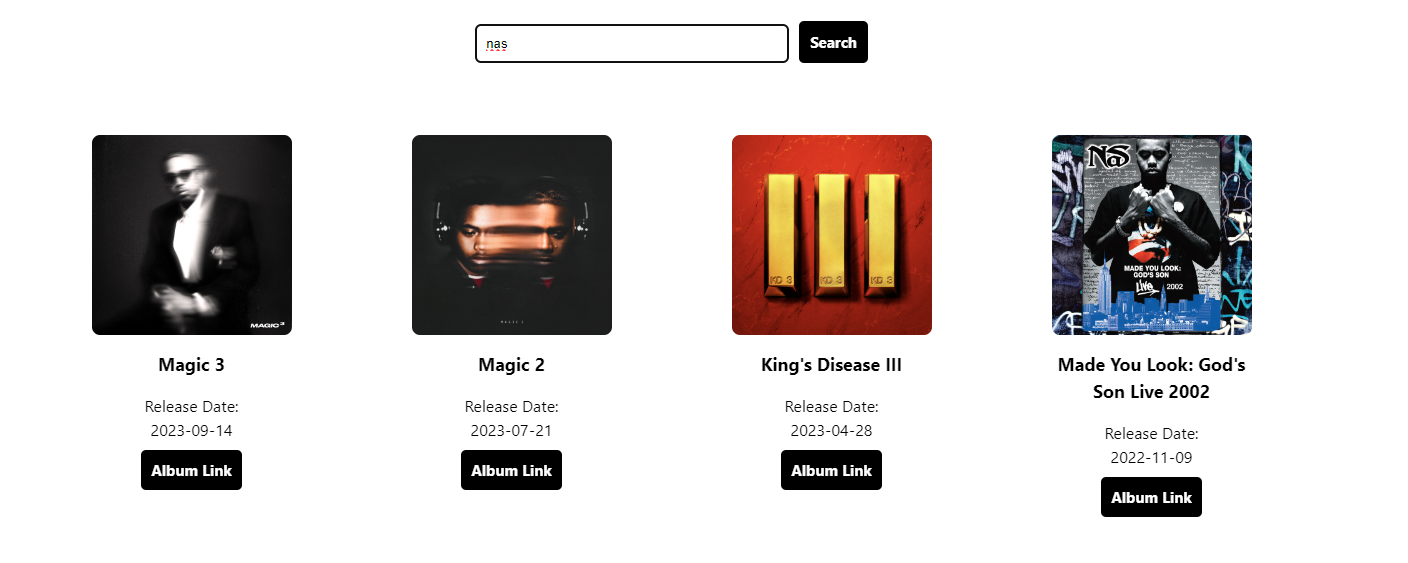 nas
Search
MAGIC 3
MAGIC 2
KD 3
KD 3
KD 3
NaS
MADE YOU LOOK:
GOD'S SON
Live 2002
Magic 3
Magic 2
King's Disease III
Made You Look: God's
Son Live 2002
Release Date:
2023-09-14
Release Date:
2023-07-21
Release Date:
2023-04-28
Release Date:
2022-11-09
Album Link
Album Link
Album Link
Album Link